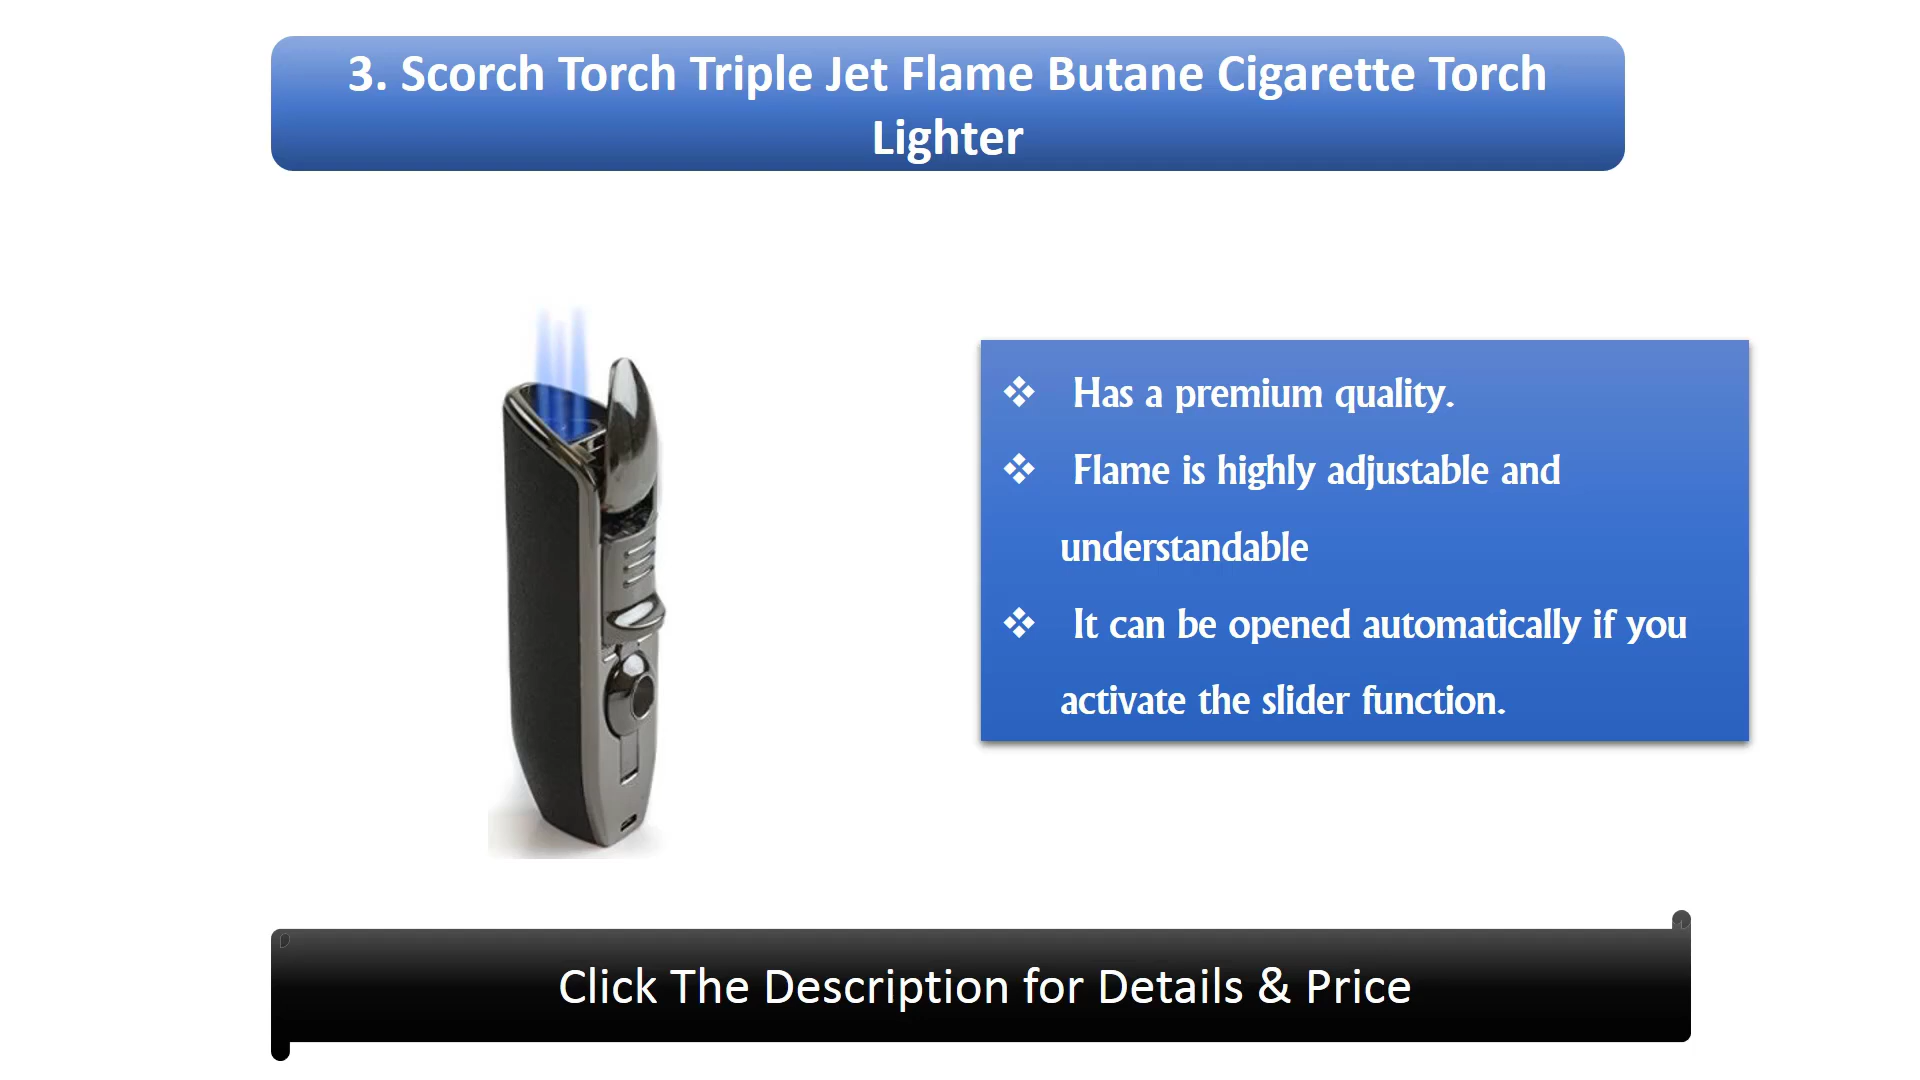 3. Scorch Torch Triple Jet Flame Butane Cigarette Torch
Lighter
❖ Has a premium quality.
❖ Flame is highly adjustable and
understandable
❖ It can be opened automatically if you
activate the slider function.
Click The Description for Details & Price